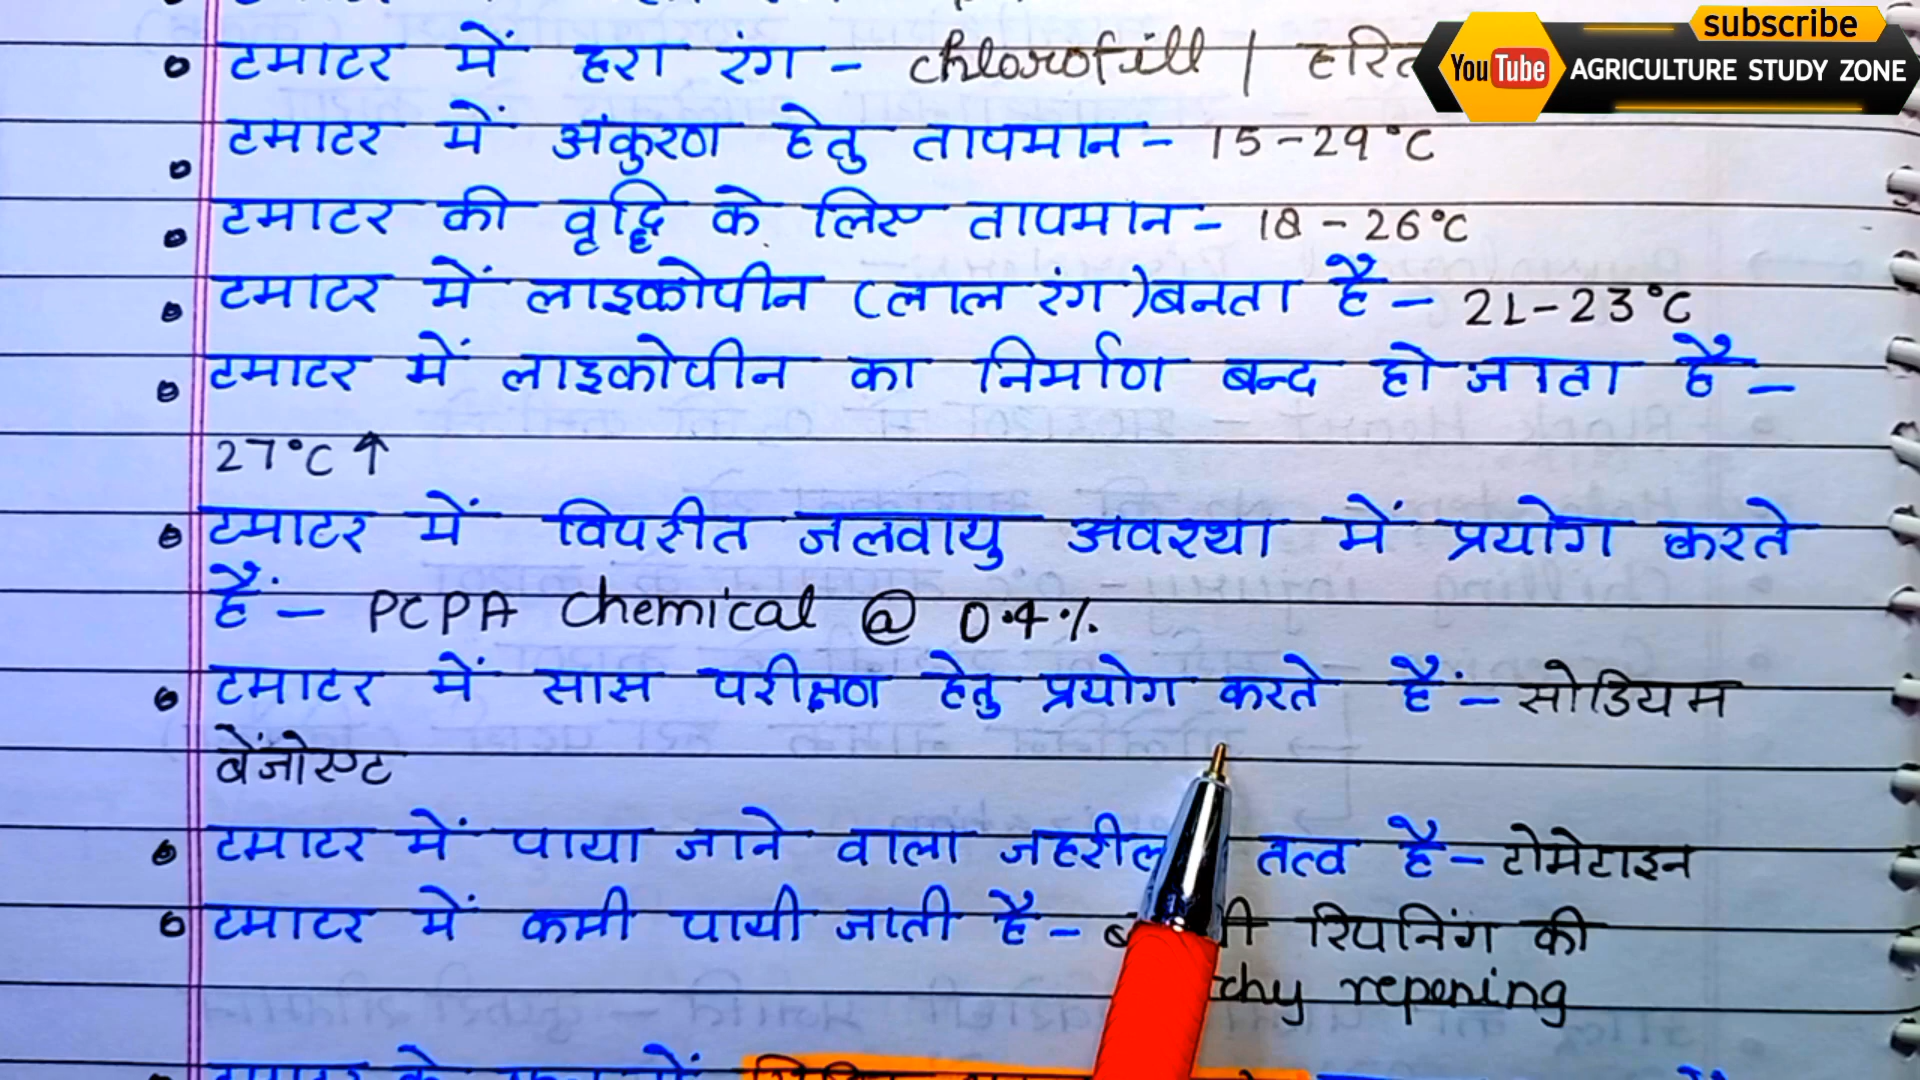 • टमाटर में हरा रंग - chlorofill | हरित
subscribe
YouTube AGRICULTURE STUDY ZONE
• टमाटर में अंकुरण हेतु तापमान - 15-29°C
• टमाटर की वृद्धि के लिए तापमान - 18-26°C
• टमाटर में लाइकोपीन (लाल रंग) बनता है - 21-23°C
• टमाटर में लाइकोपीन का निर्माण बन्द हो जाता है -
27°C ↑
• टमाटर में विपरीत जलवायु अवस्था में प्रयोग करते
हैं - PCPA Chemical @ 0.4%
• टमाटर में सास परीक्षण हेतु प्रयोग करते हैं - सोडियम
बेंजोएट
• टमाटर में पाया जाने वाला जहरील तत्व है - टोमेटाइन
• टमाटर में कमी पायी जाती है - रिपनिंग की
chy repening